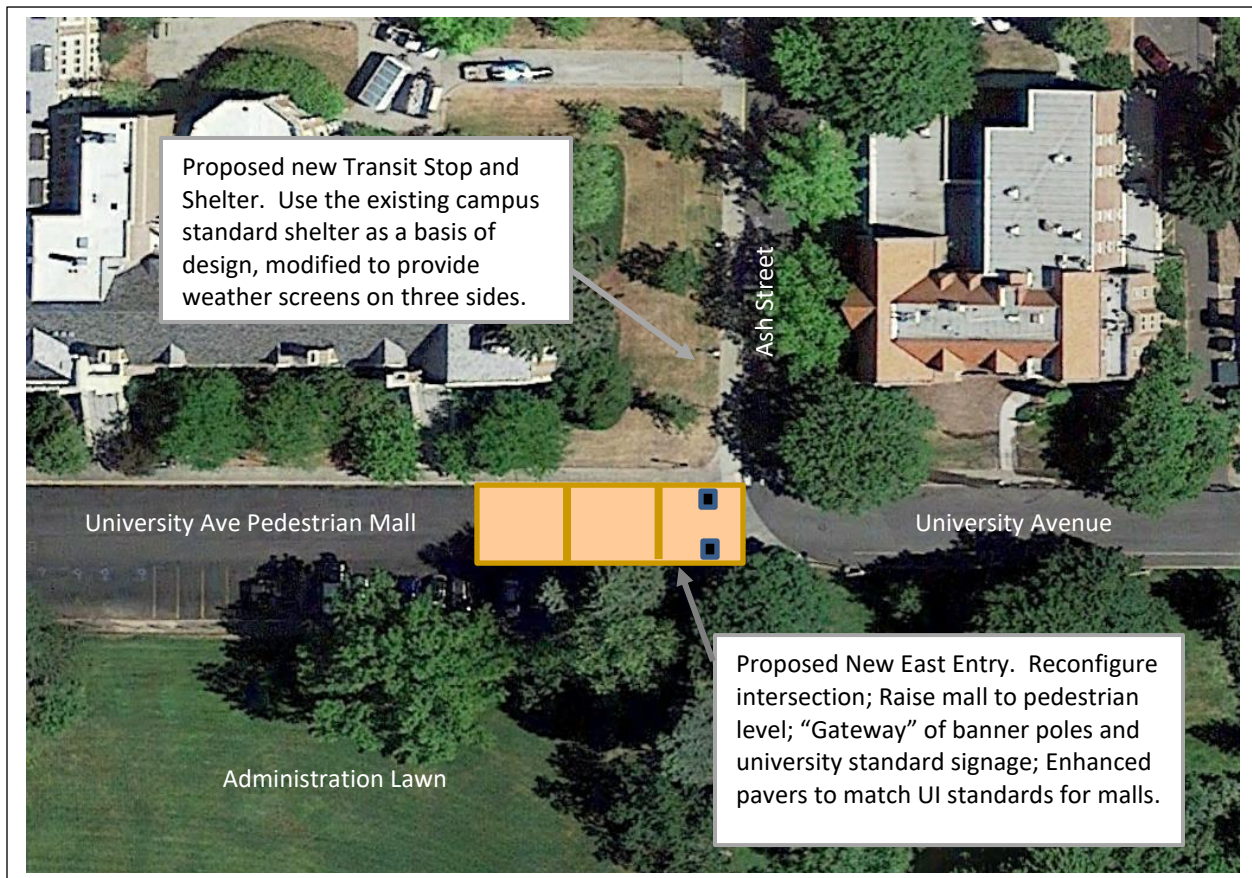 Proposed new Transit Stop and
Shelter.  Use the existing campus
standard shelter as a basis of
design, modified to provide
weather screens on three sides.
Ash Street
University Ave Pedestrian Mall
University Avenue
Proposed New East Entry.  Reconfigure
intersection; Raise mall to pedestrian
level; “Gateway” of banner poles and
university standard signage; Enhanced
pavers to match UI standards for malls.
Administration Lawn